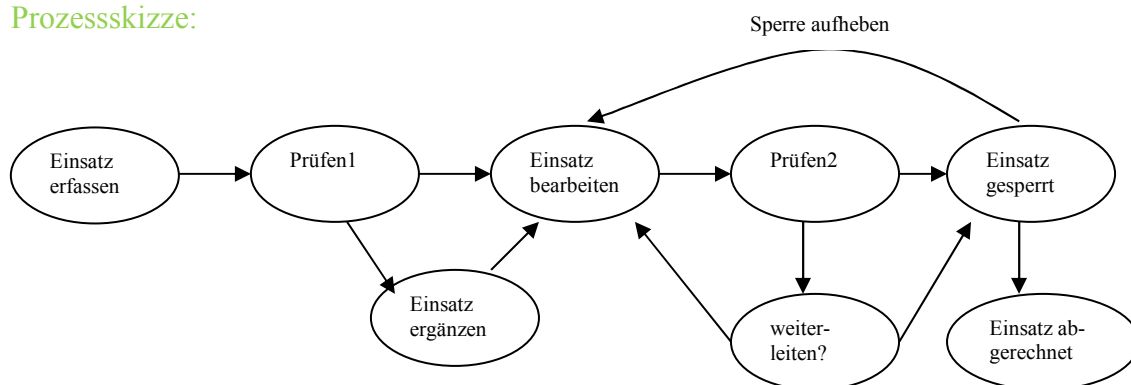 Prozessskizze:
Sperre aufheben
Einsatz
erfassen
Prüfen1
Einsatz
bearbeiten
Prüfen2
Einsatz
gesperrt
Einsatz
ergänzen
weiter-
leiten?
Einsatz ab-
gerechnet